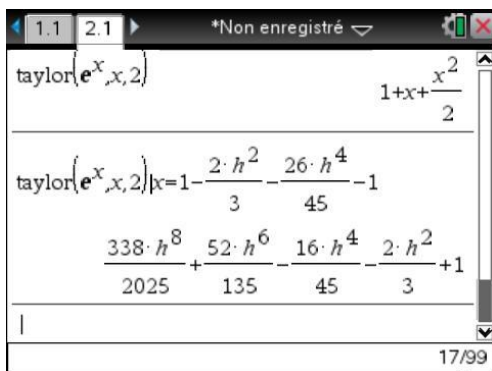 1.1 2.1 *Non enregistré
taylor(e^x,x,2)
1+x+x^2/2
taylor(e^x,x,2)|x=1-2·h^2/3-26·h^4/45-1
338·h^8/2025+52·h^6/135-16·h^4/45-2·h^2/3+1
17/99